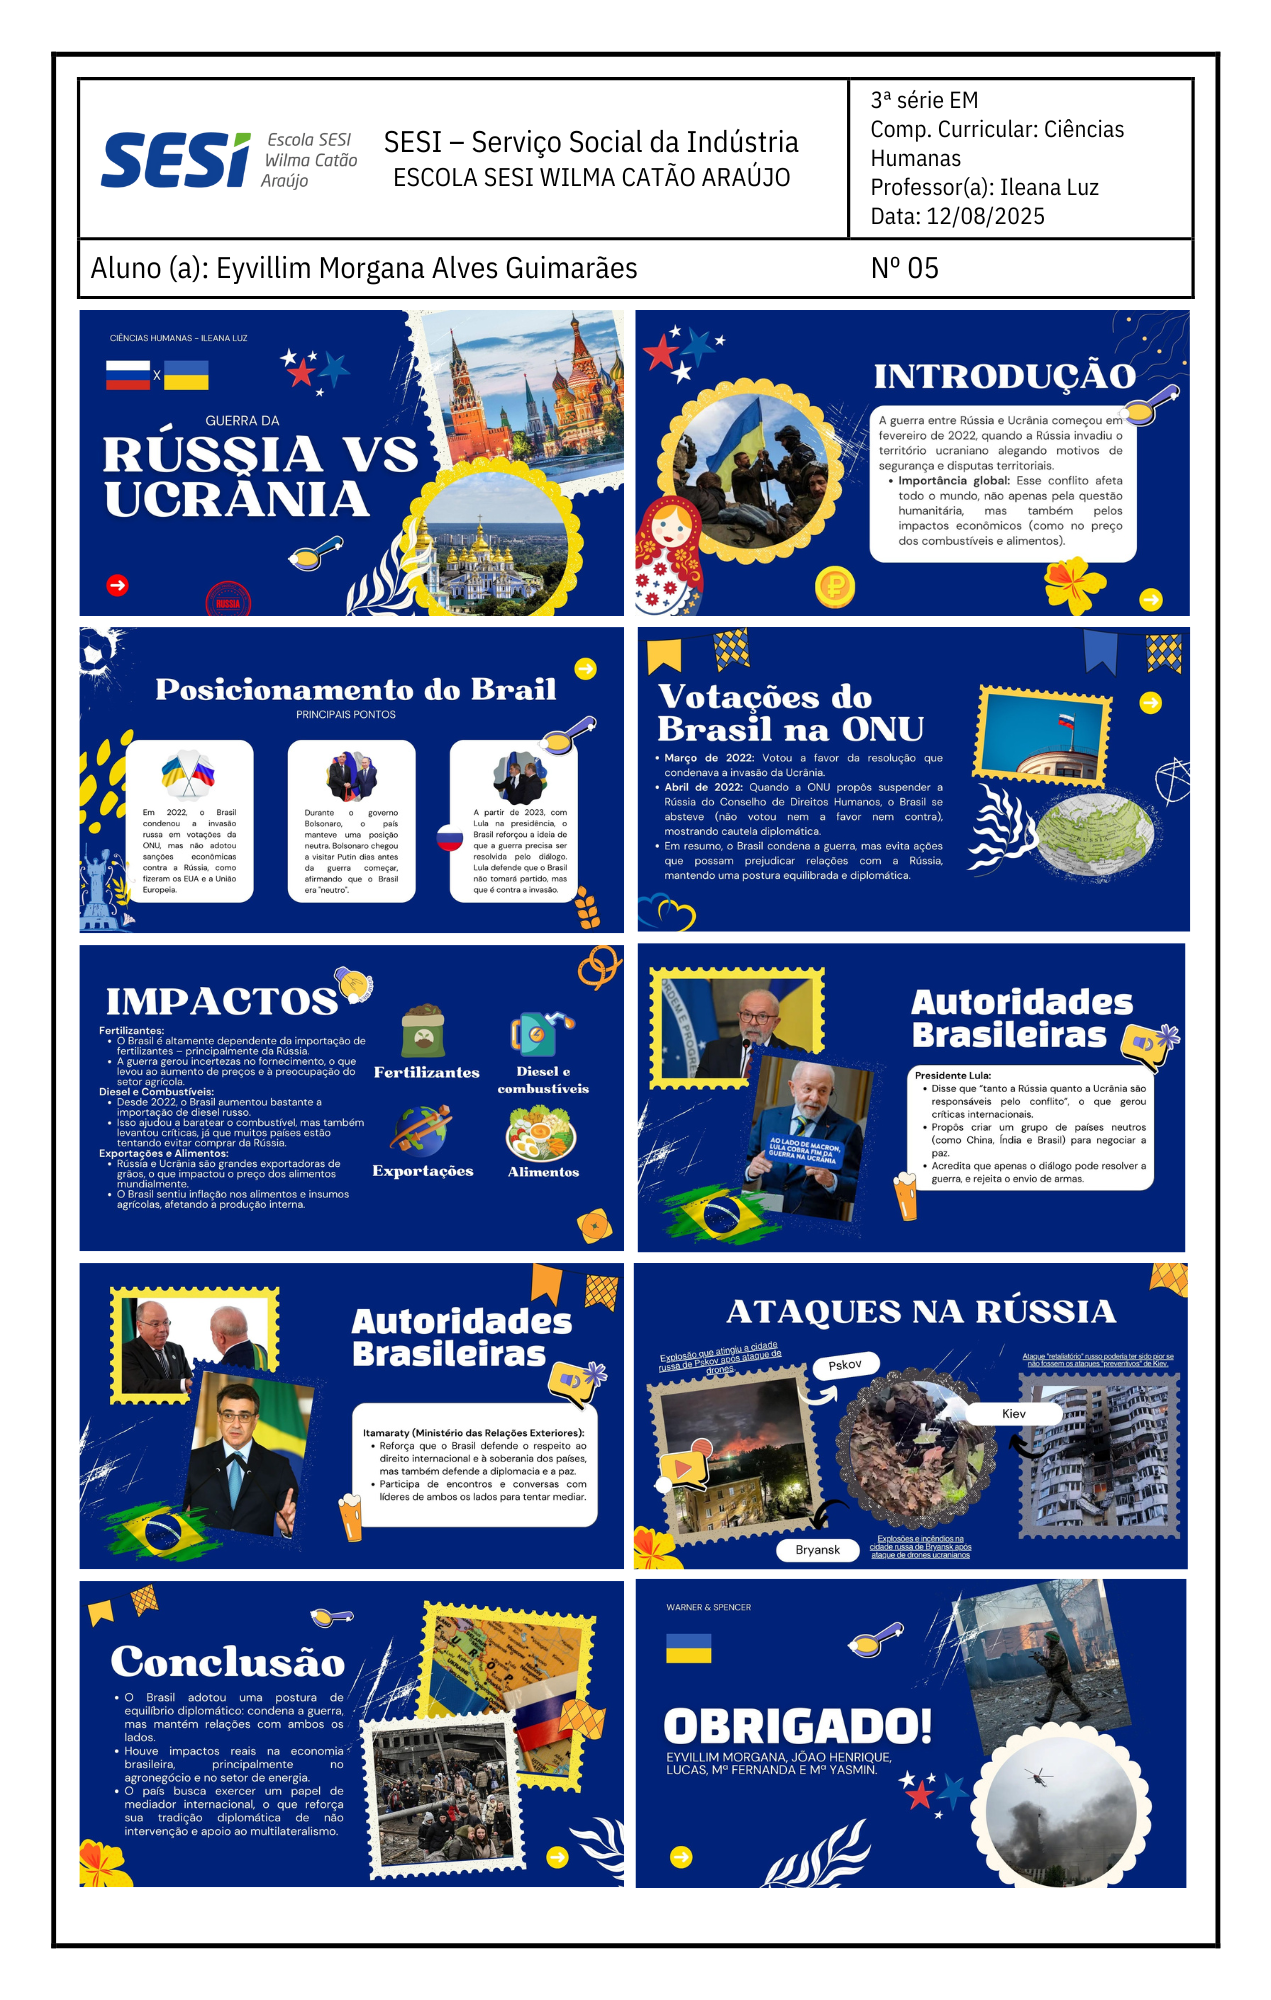 SESI
Escola SESI
Wilma Catão
Araújo
SESI – Serviço Social da Indústria
ESCOLA SESI WILMA CATÃO ARAÚJO
3ª série EM
Comp. Curricular: Ciências
Humanas
Professor(a): Ileana Luz
Data: 12/08/2025
Aluno (a): Eyvillim Morgana Alves Guimarães
Nº 05
CIÊNCIAS HUMANAS - ILEANA LUZ
X
GUERRA DA
RÚSSIA VS
UCRÂNIA
RUSSIA
INTRODUÇÃO
A guerra entre Rússia e Ucrânia começou em
fevereiro de 2022, quando a Rússia invadiu o
território ucraniano alegando motivos de
segurança e disputas territoriais.
• Importância global: Esse conflito afeta
todo o mundo, não apenas pela questão
humanitária, mas também pelos
impactos econômicos (como no preço
dos combustíveis e alimentos).
₽
Posicionamento do Brail
PRINCIPAIS PONTOS
Em 2022, o Brasil
condenou a invasão
russa em votações da
ONU, mas não adotou
sanções econômicas
contra a Rússia, como
fizeram os EUA e a União
Europeia.
Durante o governo
Bolsonaro, o país
manteve uma posição
neutra. Bolsonaro chegou
a visitar Putin dias antes
da guerra começar,
afirmando que o Brasil
era "neutro".
A partir de 2023, com
Lula na presidência, o
Brasil reforçou a ideia de
que a guerra precisa ser
resolvida pelo diálogo.
Lula defende que o Brasil
não tomará partido, mas
que é contra a invasão.
Votações do
Brasil na ONU
• Março de 2022: Votou a favor da resolução que
condenava a invasão da Ucrânia.
• Abril de 2022: Quando a ONU propôs suspender a
Rússia do Conselho de Direitos Humanos, o Brasil se
absteve (não votou nem a favor nem contra),
mostrando cautela diplomática.
• Em resumo, o Brasil condena a guerra, mas evita ações
que possam prejudicar relações com a Rússia,
mantendo uma postura equilibrada e diplomática.
IMPACTOS
Fertilizantes:
• O Brasil é altamente dependente da importação de
fertilizantes – principalmente da Rússia.
• A guerra gerou incertezas no fornecimento, o que
levou ao aumento de preços e à preocupação do
setor agrícola.
Diesel e Combustíveis:
• Desde 2022, o Brasil aumentou bastante a
importação de diesel russo.
• Isso ajudou a baratear o combustível, mas também
levantou críticas, já que muitos países estão
tentando evitar comprar da Rússia.
Exportações e Alimentos:
• Rússia e Ucrânia são grandes exportadoras de
grãos, o que impactou o preço dos alimentos
mundialmente.
• O Brasil sentiu inflação nos alimentos e insumos
agrícolas, afetando a produção interna.
Fertilizantes
Diesel e
combustíveis
Exportações
Alimentos
Autoridades
Brasileiras
ORDEM E PROGR
AO LADO DE MACRON,
LULA COBRA FIM DA
GUERRA NA UCRÂNIA
Presidente Lula:
• Disse que “tanto a Rússia quanto a Ucrânia são
responsáveis pelo conflito”, o que gerou
críticas internacionais.
• Propôs criar um grupo de países neutros
(como China, Índia e Brasil) para negociar a
paz.
• Acredita que apenas o diálogo pode resolver a
guerra, e rejeita o envio de armas.
Autoridades
Brasileiras
Itamaraty (Ministério das Relações Exteriores):
• Reforça que o Brasil defende o respeito ao
direito internacional e à soberania dos países,
mas também defende a diplomacia e a paz.
• Participa de encontros e conversas com
líderes de ambos os lados para tentar mediar.
ATAQUES NA RÚSSIA
Explosão que atingiu a cidade
russa de Pskov após ataque de
drones.
Pskov
Ataque "retaliatório" russo poderia ter sido pior se
não fossem os ataques "preventivos" de Kiev.
Kiev
Bryansk
Explosões e incêndios na
cidade russa de Bryansk após
ataque de drones ucranianos
Conclusão
• O Brasil adotou uma postura de
equilíbrio diplomático: condena a guerra,
mas mantém relações com ambos os
lados.
• Houve impactos reais na economia
brasileira, principalmente no
agronegócio e no setor de energia.
• O país busca exercer um papel de
mediador internacional, o que reforça
sua tradição diplomática de não
intervenção e apoio ao multilateralismo.
WARNER & SPENCER
OBRIGADO!
EYVILLIM MORGANA, JÕAO HENRIQUE,
LUCAS, Mª FERNANDA E Mª YASMIN.